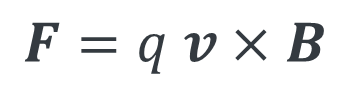 F = q v × B